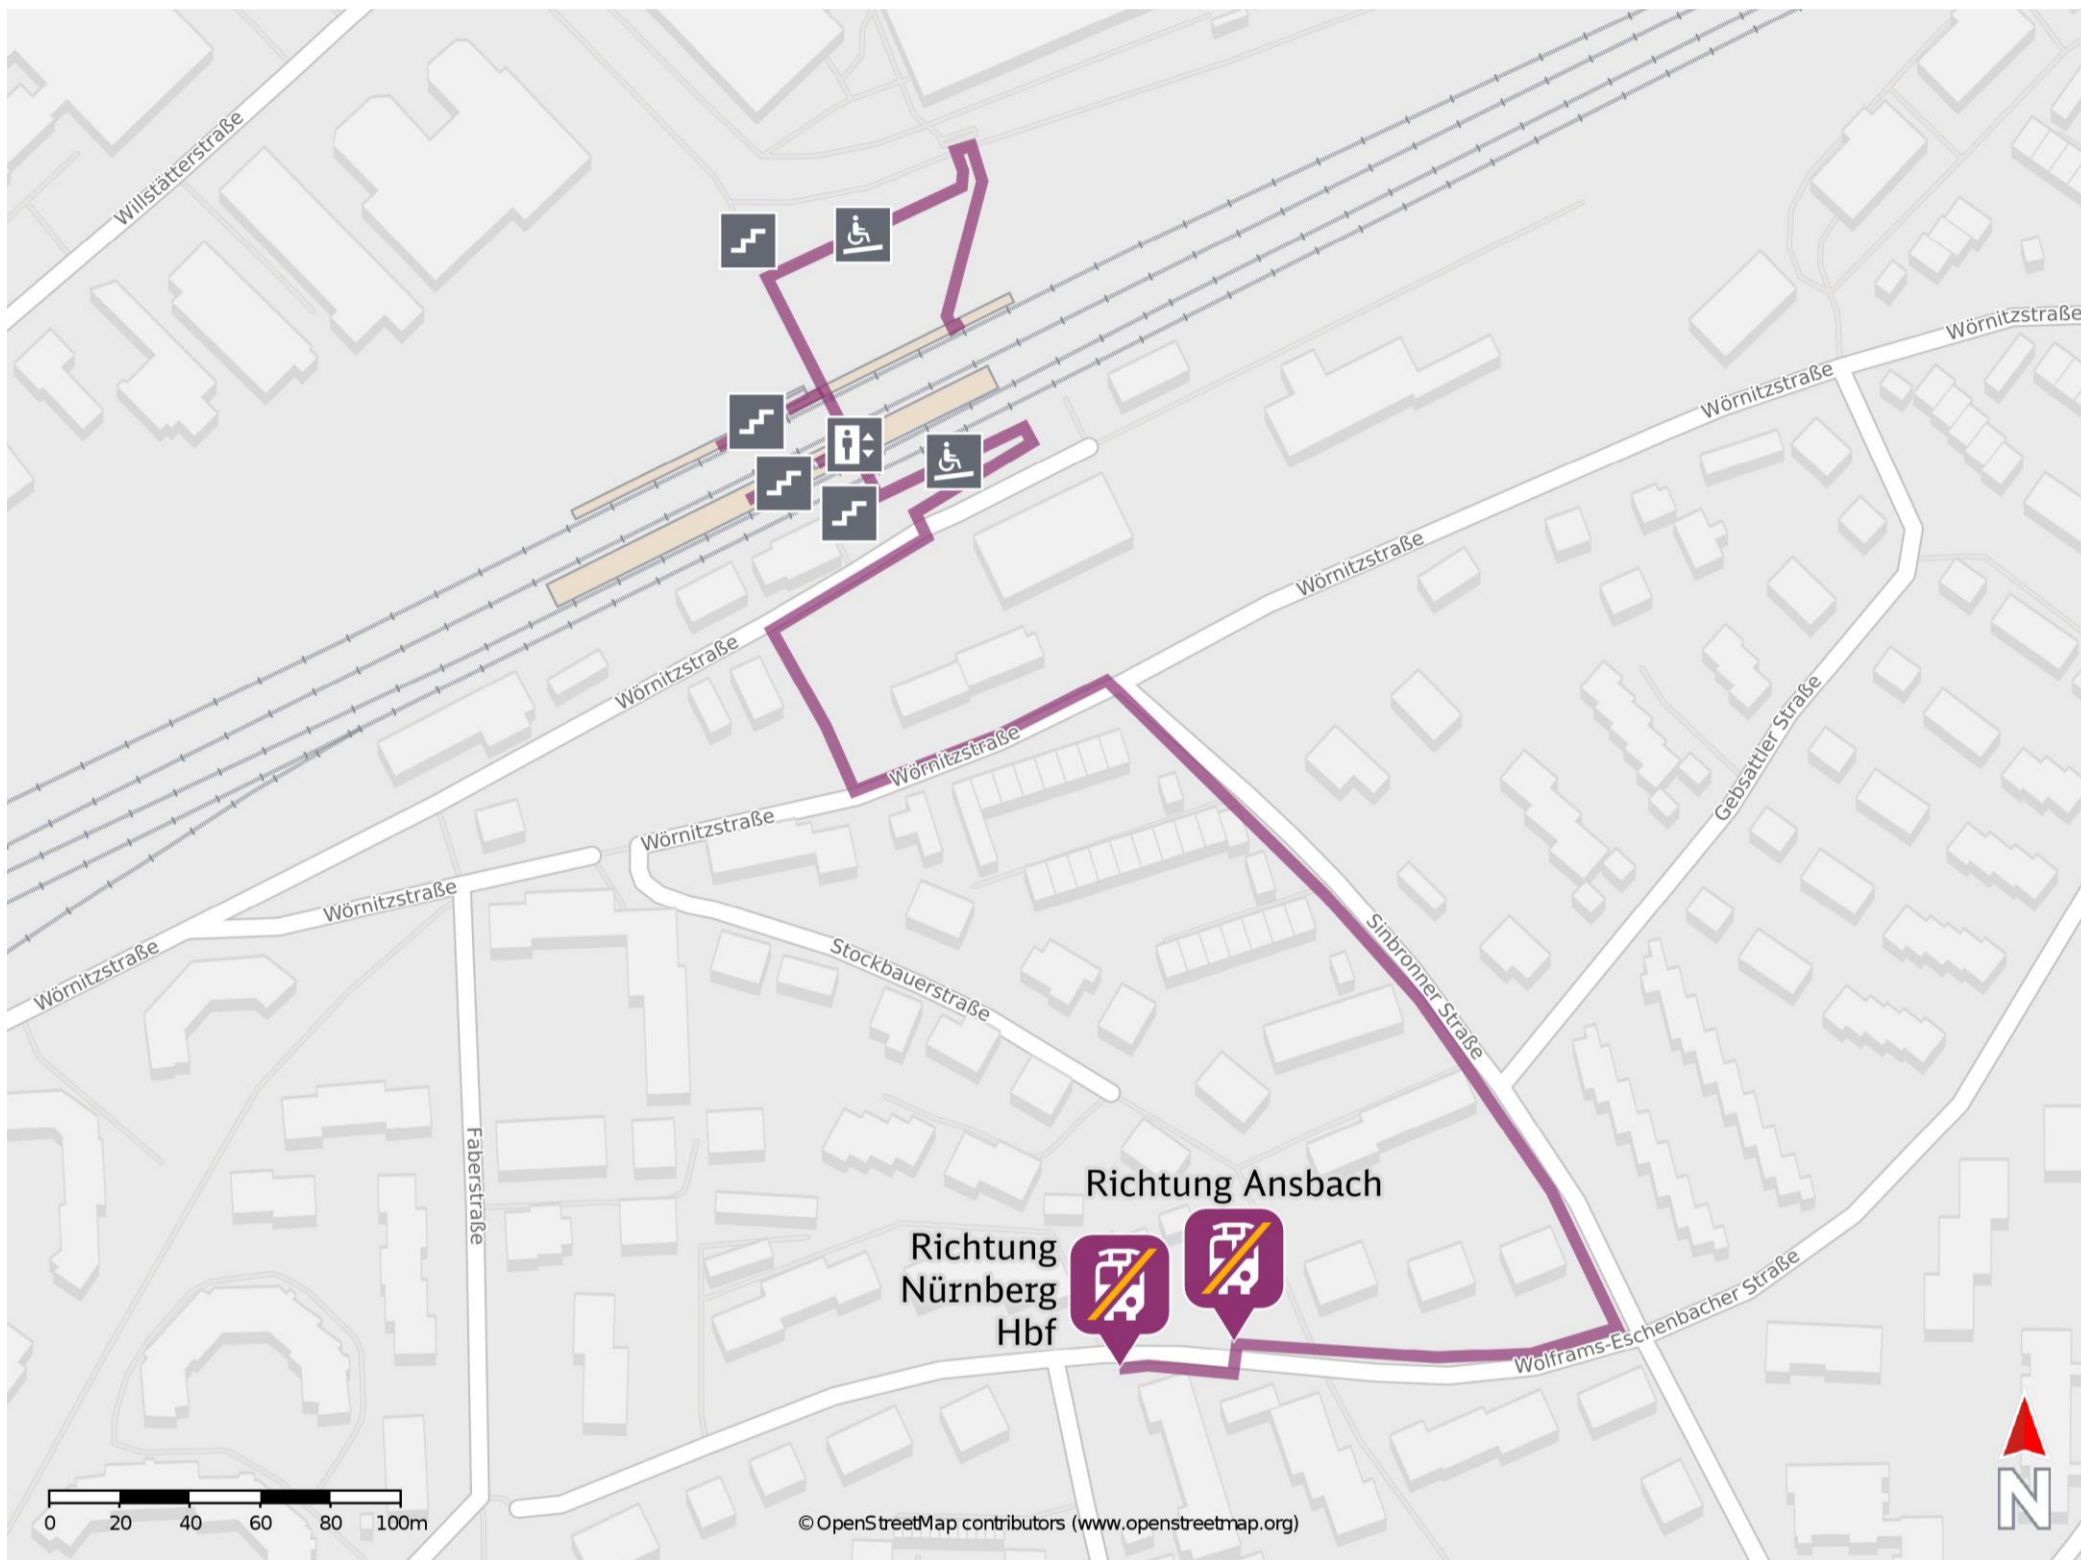 Willstätterstraße
Wörnitzstraße
Wörnitzstraße
Wörnitzstraße
Wörnitzstraße
Wörnitzstraße
Wörnitzstraße
Wörnitzstraße
Wörnitzstraße
Wörnitzstraße
Gebsattler Straße
Sinbronner Straße
Stockbauerstraße
Faberstraße
Richtung Ansbach
Richtung
Nürnberg
Hbf
Wolframs-Eschenbacher Straße
0 20 40 60 80 100m
© OpenStreetMap contributors (www.openstreetmap.org)
N